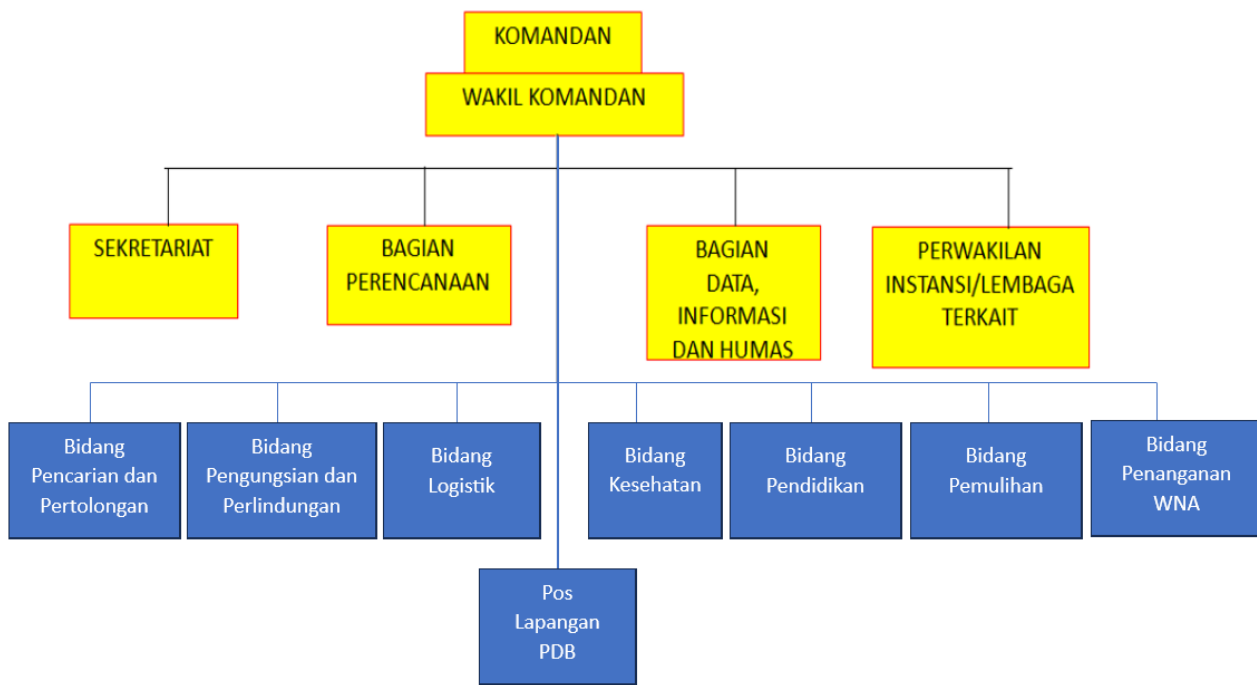 KOMANDAN
WAKIL KOMANDAN
SEKRETARIAT
BAGIAN
PERENCANAAN
BAGIAN
DATA,
INFORMASI
DAN HUMAS
PERWAKILAN
INSTANSI/LEMBAGA
TERKAIT
Bidang
Pencarian dan
Pertolongan
Bidang
Pengungsian dan
Perlindungan
Bidang
Logistik
Bidang
Kesehatan
Bidang
Pendidikan
Bidang
Pemulihan
Bidang
Penanganan
WNA
Pos
Lapangan
PDB